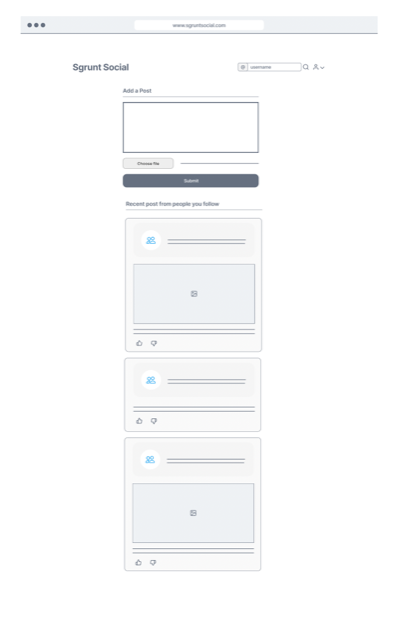 www.sgruntsocial.com
Sgrunt Social
@ username
Add a Post
Choose file
Submit
Recent post from people you follow